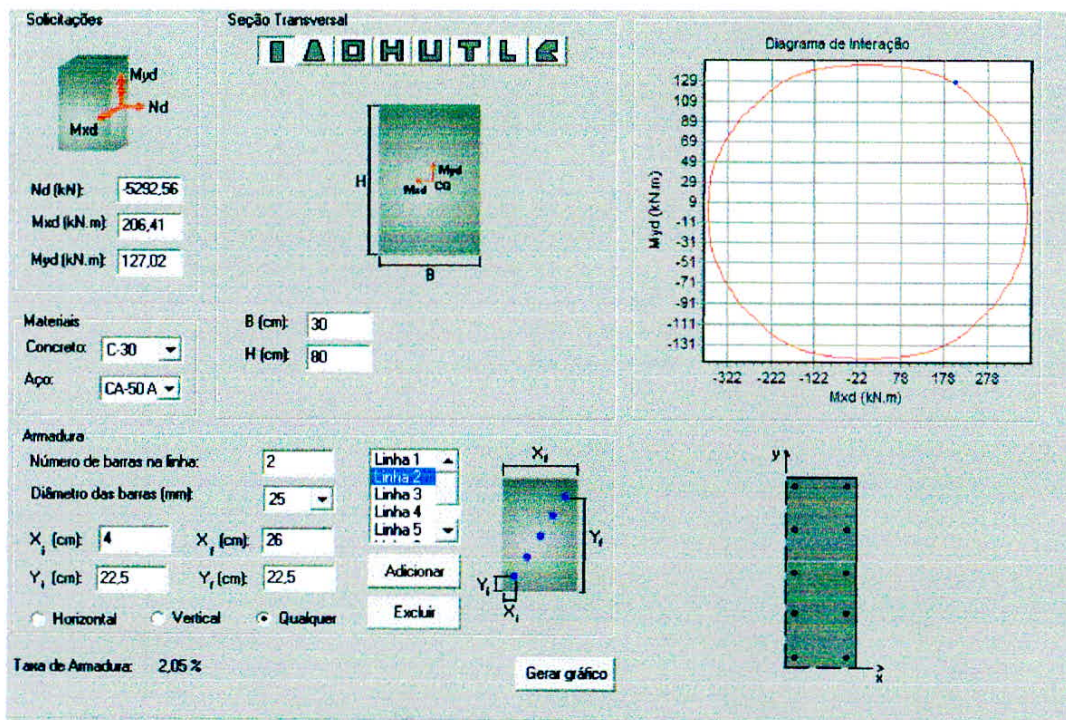 Solicitações
Myd
Nd
Mxd
Nd (kN): -5292,56
Mxd (kN.m): 206,41
Myd (kN.m): 127,02
Materiais
Concreto: C-30
Aço: CA-50 A
Seção Transversal
H
Myd
Mxd CG
B
B (cm): 30
H (cm): 80
Diagrama de Interação
Myd (kN.m)
129
109
89
69
49
29
9
-11
-31
-51
-71
-91
-111
-131
-322 -222 -122 -22 78 178 278
Mxd (kN.m)
Armadura
Número de barras na linha: 2
Diâmetro das barras (mm): 25
Xi (cm): 4 Xf (cm): 26
Yi (cm): 22,5 Yf (cm): 22,5
Horizontal Vertical Qualquer
Linha 1
Linha 2
Linha 3
Linha 4
Linha 5
Adicionar
Excluir
Xf
Yf
Yi
Xi
y
x
Taxa de Armadura: 2,05 %
Gerar gráfico